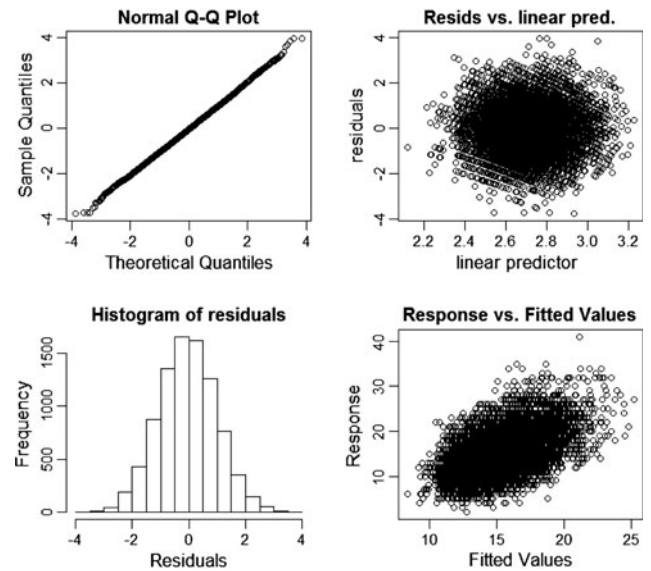 Normal Q-Q Plot
Sample Quantiles
4
2
0
-2
-4
-4 -2 0 2 4
Theoretical Quantiles
Resids vs. linear pred.
residuals
4
2
0
-2
-4
2.2 2.4 2.6 2.8 3.0 3.2
linear predictor
Histogram of residuals
Frequency
1500
1000
500
0
-4 -2 0 2 4
Residuals
Response vs. Fitted Values
Response
40
30
20
10
10 15 20 25
Fitted Values